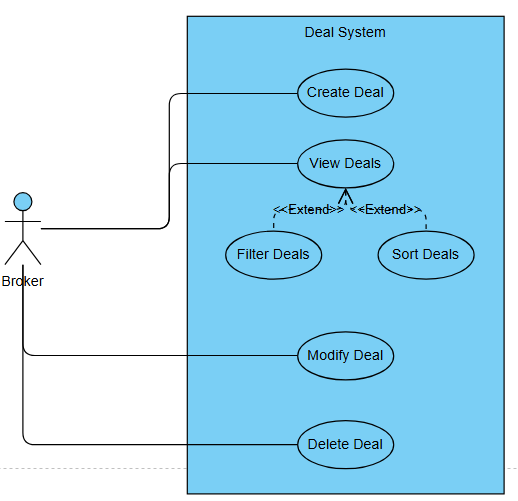 Deal System
Create Deal
View Deals
<<Extend>> <<Extend>>
Filter Deals Sort Deals
Broker
Modify Deal
Delete Deal